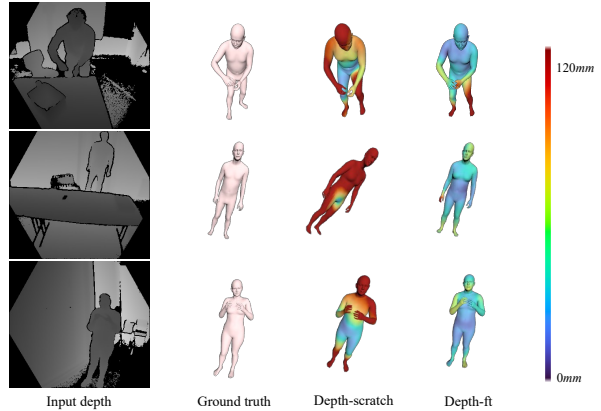 120mm
0mm
Input depth
Ground truth
Depth-scratch
Depth-ft